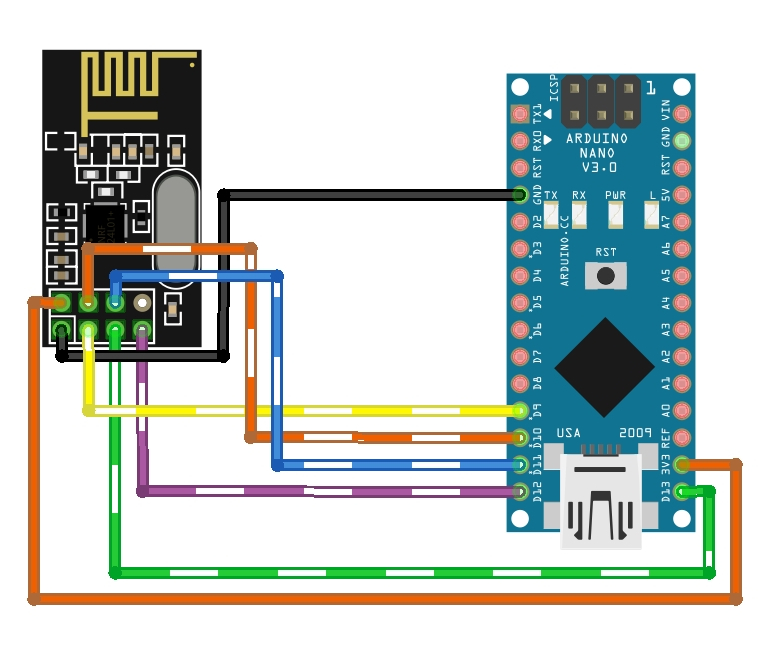 ICSP
1
TX1
RX0
RST
GND
D2
D3
D4
D5
D6
D7
D8
D9
D10
D11
D12
ARDUINO
NANO
V3.0
TX
RX
PWR
L
ARDUINO.CC
RST
USA
2009
VIN
GND
RST
5V
A7
A6
A5
A4
A3
A2
A1
A0
REF
3V3
D13